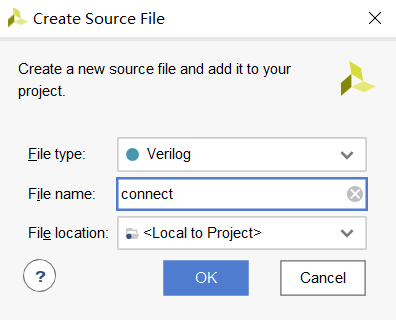 Create Source File
Create a new source file and add it to your
project.
File type: Verilog
File name: connect
File location: <Local to Project>
? OK Cancel